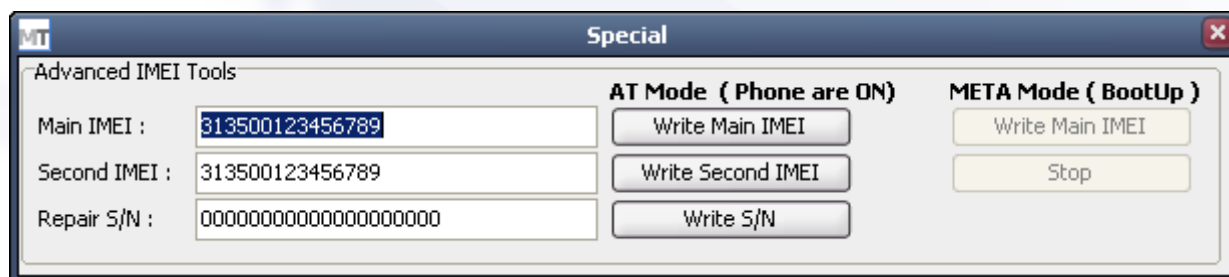 MT Special
Advanced IMEI Tools
AT Mode ( Phone are ON) META Mode ( BootUp )
Main IMEI : 313500123456789 Write Main IMEI Write Main IMEI
Second IMEI : 313500123456789 Write Second IMEI Stop
Repair S/N : 00000000000000000000 Write S/N